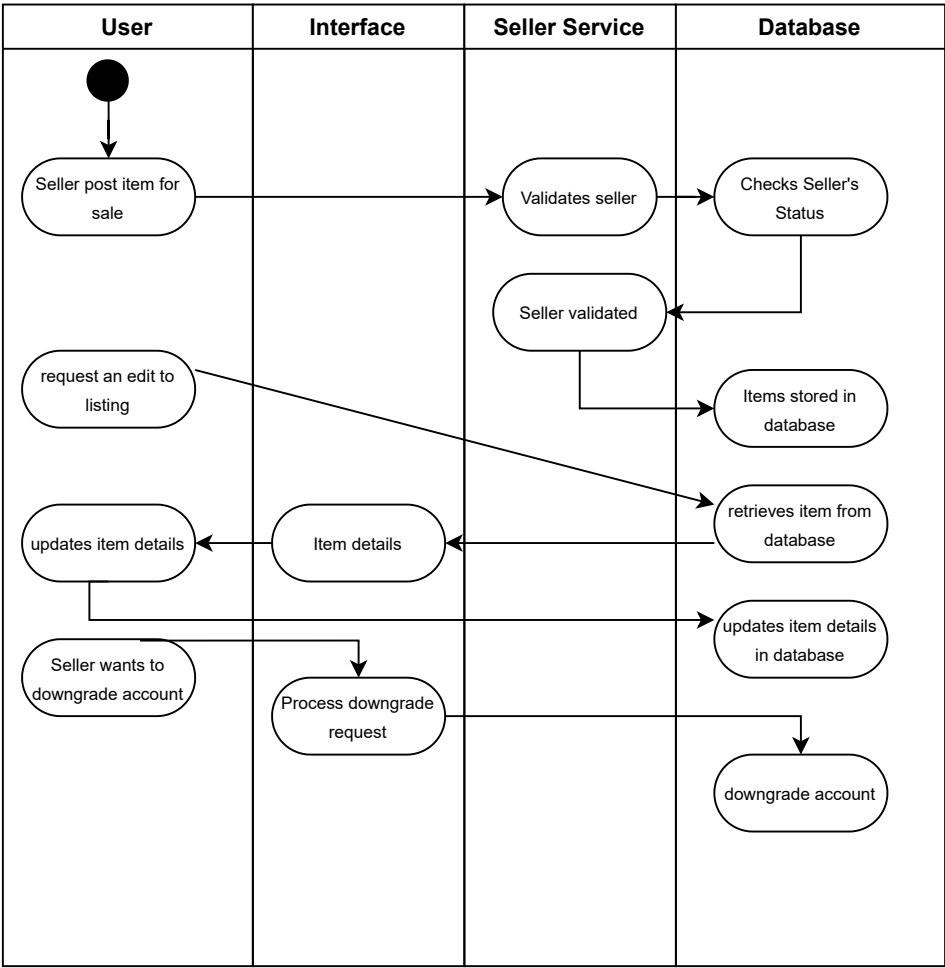 User
Interface
Seller Service
Database
Seller post item for
sale
Validates seller
Checks Seller's
Status
Seller validated
request an edit to
listing
Items stored in
database
retrieves item from
database
updates item details
Item details
updates item details
in database
Seller wants to
downgrade account
Process downgrade
request
downgrade account